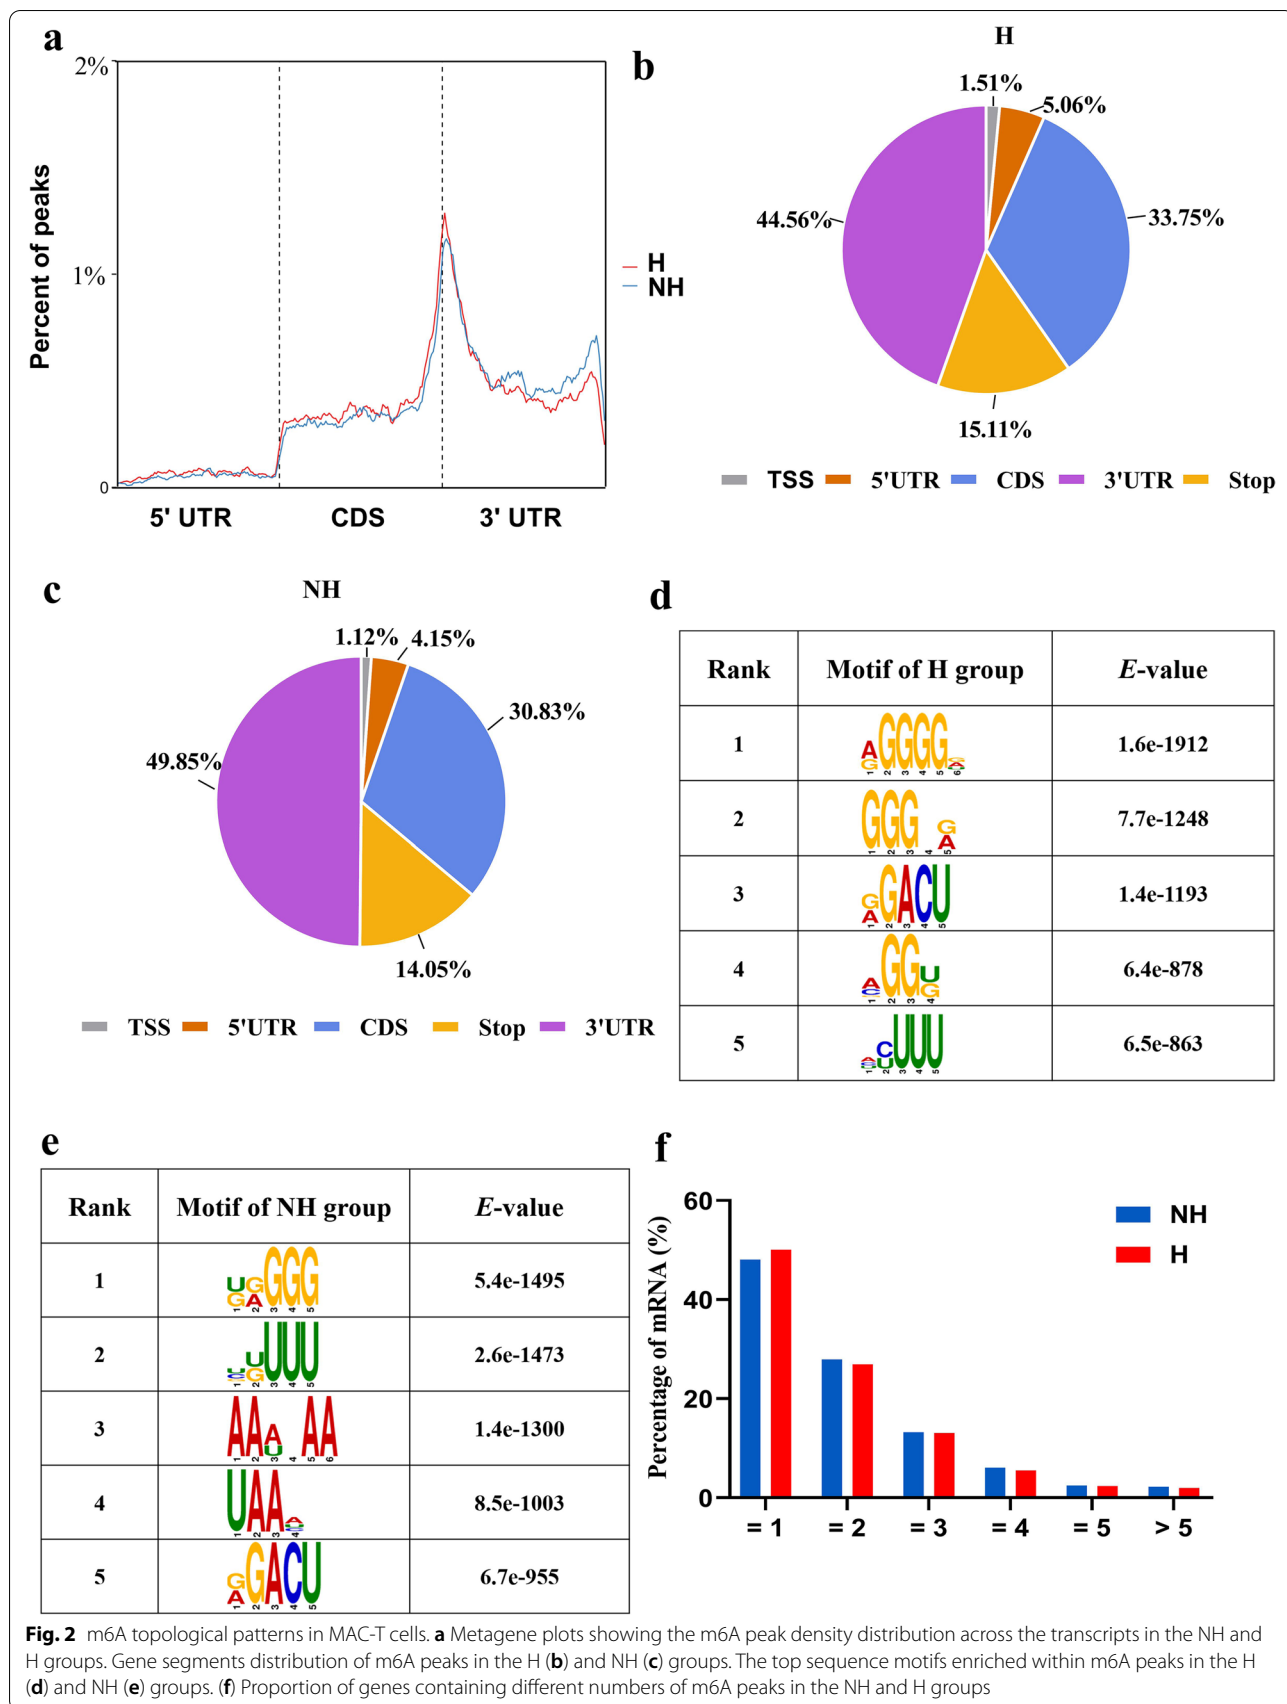 a
2%
1%
0
Percent of peaks
5' UTR CDS 3' UTR
H
NH
b
H
1.51%
5.06%
33.75%
44.56%
15.11%
TSS 5'UTR CDS 3'UTR Stop
c
NH
1.12% 4.15%
30.83%
49.85%
14.05%
TSS 5'UTR CDS Stop 3'UTR
d
Rank Motif of H group E-value
1 1.6e-1912
2 7.7e-1248
3 1.4e-1193
4 6.4e-878
5 6.5e-863
e
Rank Motif of NH group E-value
1 5.4e-1495
2 2.6e-1473
3 1.4e-1300
4 8.5e-1003
5 6.7e-955
f
Percentage of mRNA (%)
60
40
20
0
NH
H
= 1 = 2 = 3 = 4 = 5 > 5
Fig. 2 m6A topological patterns in MAC-T cells. a Metagene plots showing the m6A peak density distribution across the transcripts in the NH and
H groups. Gene segments distribution of m6A peaks in the H (b) and NH (c) groups. The top sequence motifs enriched within m6A peaks in the H
(d) and NH (e) groups. (f) Proportion of genes containing different numbers of m6A peaks in the NH and H groups